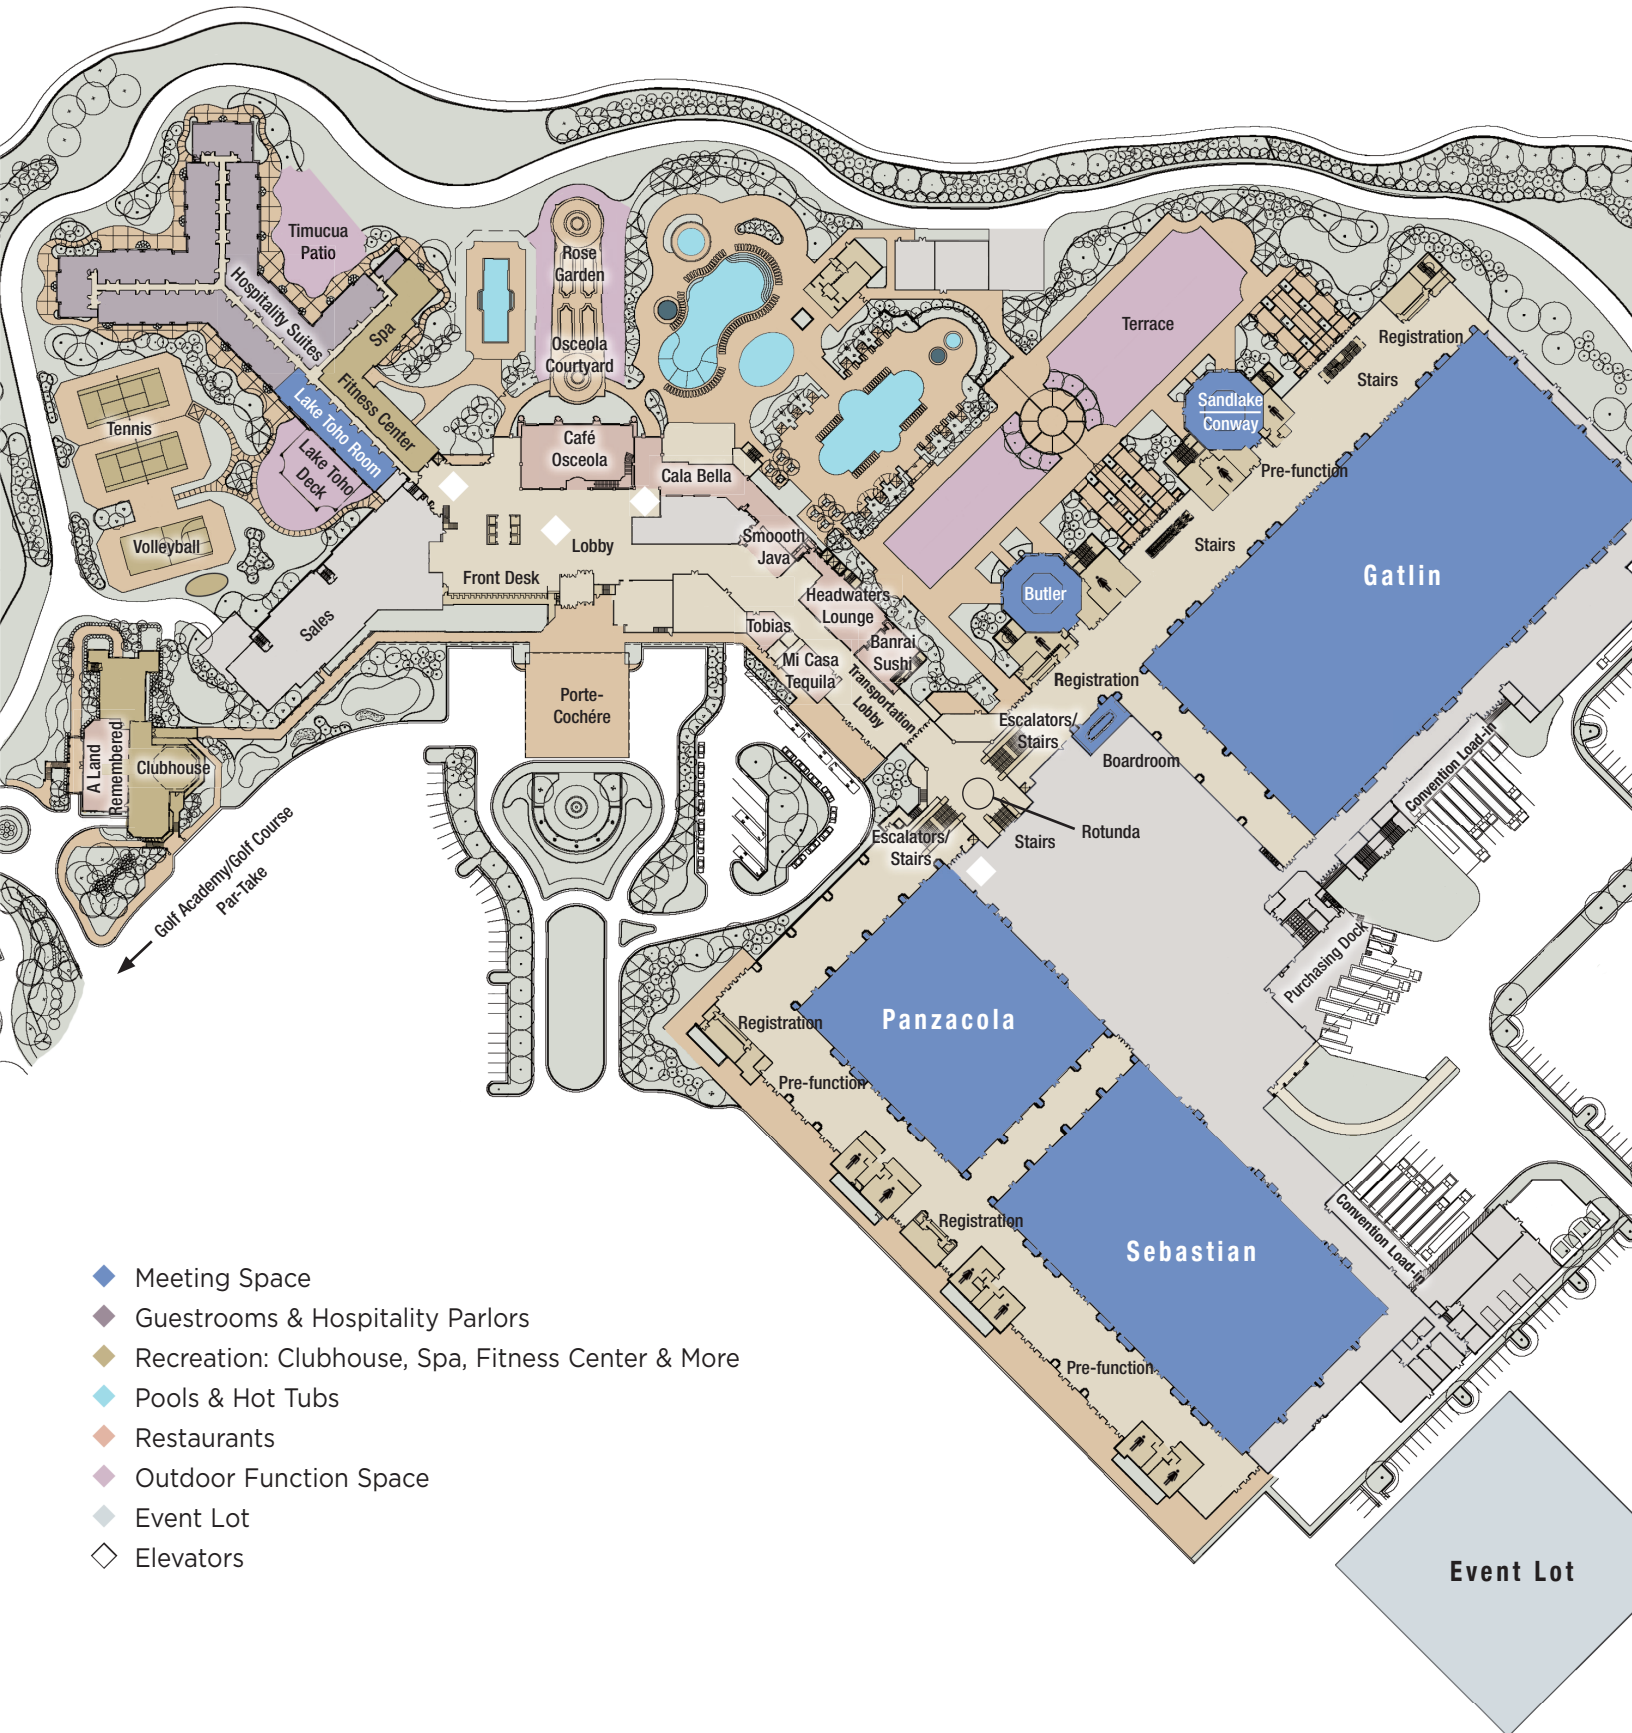 Timucua
Patio
Rose
Garden
Hospitality Suites
Spa
Osceola
Courtyard
Terrace
Registration
Stairs
Fitness Center
Lake Toho Room
Sandlake
Conway
Tennis
Café
Osceola
Lake Toho
Deck
Cala Bella
Pre-function
Volleyball
Lobby
Smoooth
Java
Stairs
Front Desk
Gatlin
Butler
Headwaters
Lounge
Sales
Tobias
Banrai
Sushi
Mi Casa
Tequila
Transportation
Lobby
Registration
Porte-
Cochére
Escalators/
Stairs
Boardroom
A Land
Remembered
Clubhouse
Convention Load-in
Rotunda
Stairs
Escalators/
Stairs
Golf Academy/Golf Course
Par-Take
Purchasing Dock
Registration
Panzacola
Pre-function
Registration
Convention Load-in
Sebastian
Meeting Space
Guestrooms & Hospitality Parlors
Recreation: Clubhouse, Spa, Fitness Center & More
Pre-function
Pools & Hot Tubs
Restaurants
Outdoor Function Space
Event Lot
Elevators
Event Lot